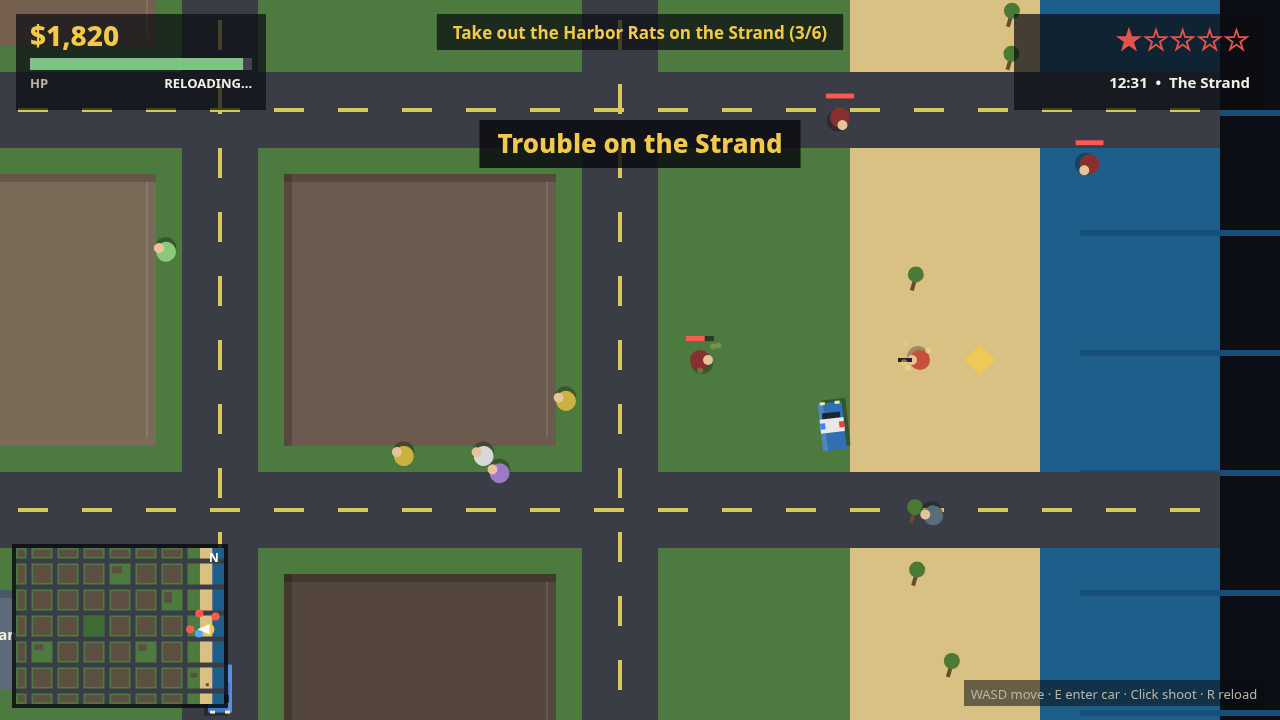 $1,820
HP
RELOADING...
Take out the Harbor Rats on the Strand (3/6)
★☆☆☆☆
12:31 • The Strand
Trouble on the Strand
N
WASD move · E enter car · Click shoot · R reload